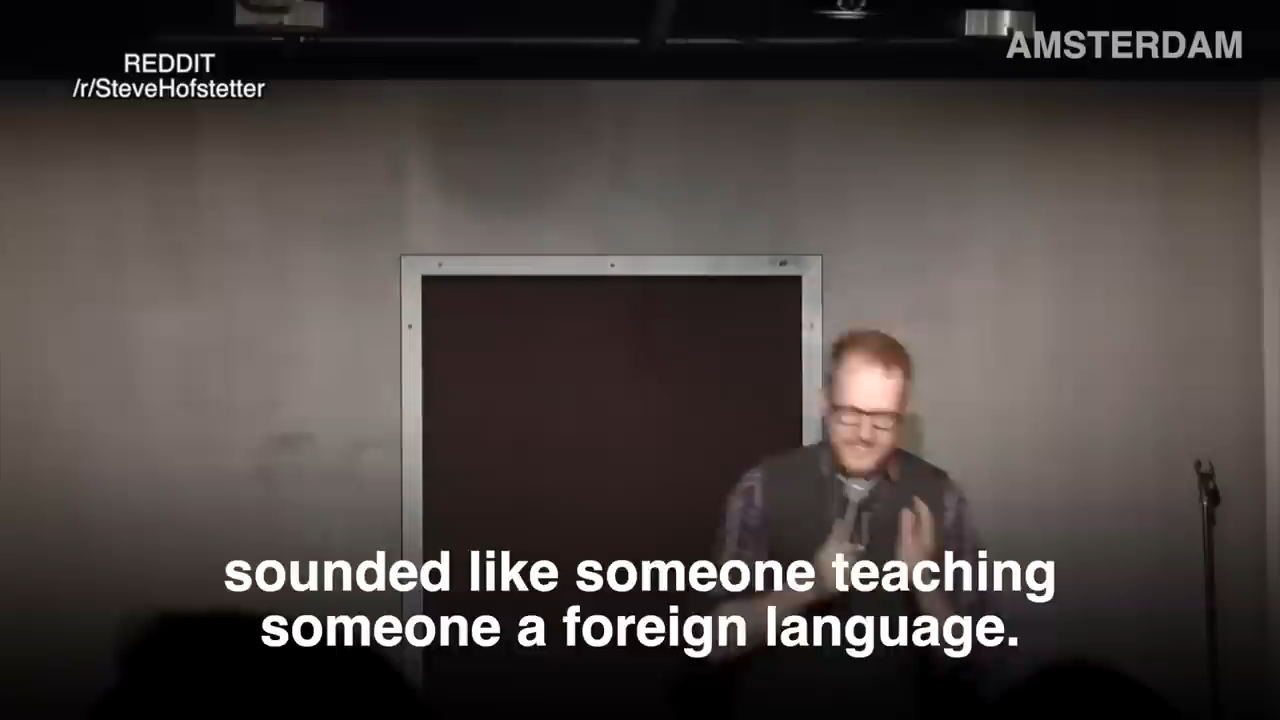 REDDIT
/r/SteveHofstetter
AMSTERDAM
sounded like someone teaching
someone a foreign language.